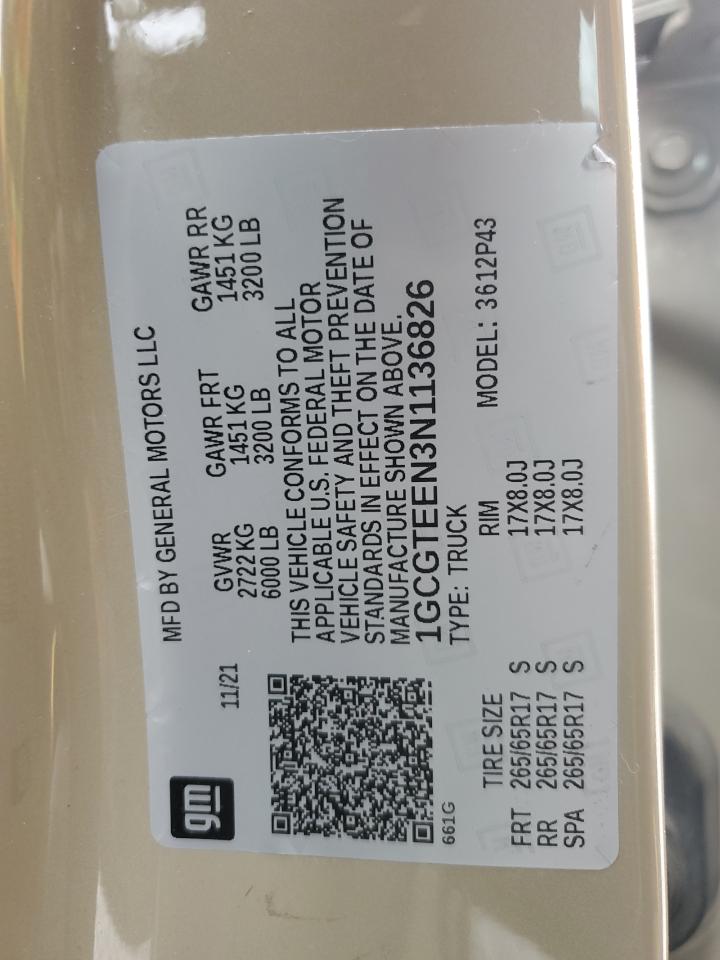 gm
MFD BY GENERAL MOTORS LLC
11/21
GVWR GAWR FRT GAWR RR
2722 KG 1451 KG 1451 KG
6000 LB 3200 LB 3200 LB
THIS VEHICLE CONFORMS TO ALL
APPLICABLE U.S. FEDERAL MOTOR
VEHICLE SAFETY AND THEFT PREVENTION
STANDARDS IN EFFECT ON THE DATE OF
MANUFACTURE SHOWN ABOVE.
1GCGTEEN3N1136826
661G
TYPE: TRUCK
TIRE SIZE RIM MODEL: 3612P43
FRT 265/65R17 S 17X8.0J
RR 265/65R17 S 17X8.0J
SPA 265/65R17 S 17X8.0J